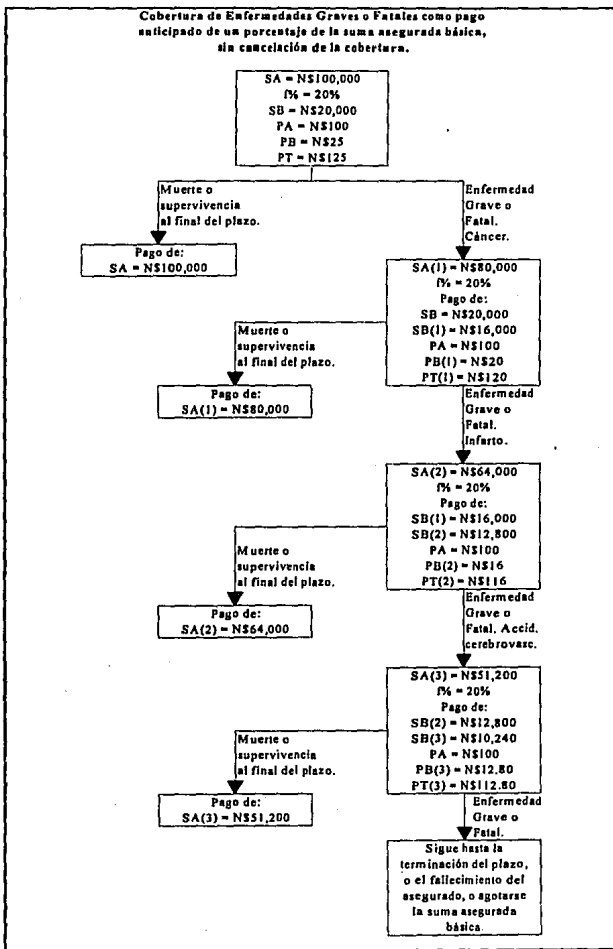 Cobertura de Enfermedades Graves o Fatales como pago
anticipado de un porcentaje de la suma asegurada básica,
sin cancelación de la cobertura.
SA = N$100,000
f% = 20%
SB = N$20,000
PA = N$100
PB = N$25
PT = N$125
Muerte o
supervivencia
al final del plazo.
Pago de:
SA = N$100,000
Enfermedad
Grave o
Fatal.
Cáncer.
SA(1) = N$80,000
f% = 20%
Pago de:
SB = N$20,000
SB(1) = N$16,000
PA = N$100
PB(1) = N$20
PT(1) = N$120
Muerte o
supervivencia
al final del plazo.
Pago de:
SA(1) = N$80,000
Enfermedad
Grave o
Fatal.
Infarto.
SA(2) = N$64,000
f% = 20%
Pago de:
SB(1) = N$16,000
SB(2) = N$12,800
PA = N$100
PB(2) = N$16
PT(2) = N$116
Muerte o
supervivencia
al final del plazo.
Pago de:
SA(2) = N$64,000
Enfermedad
Grave o
Fatal. Accid.
cerebrovasc.
SA(3) = N$51,200
f% = 20%
Pago de:
SB(2) = N$12,800
SB(3) = N$10,240
PA = N$100
PB(3) = N$12.80
PT(3) = N$112.80
Muerte o
supervivencia
al final del plazo.
Pago de:
SA(3) = N$51,200
Enfermedad
Grave o
Fatal.
Sigue hasta la
terminación del plazo,
o el fallecimiento del
asegurado, o agotarse
la suma asegurada
básica.